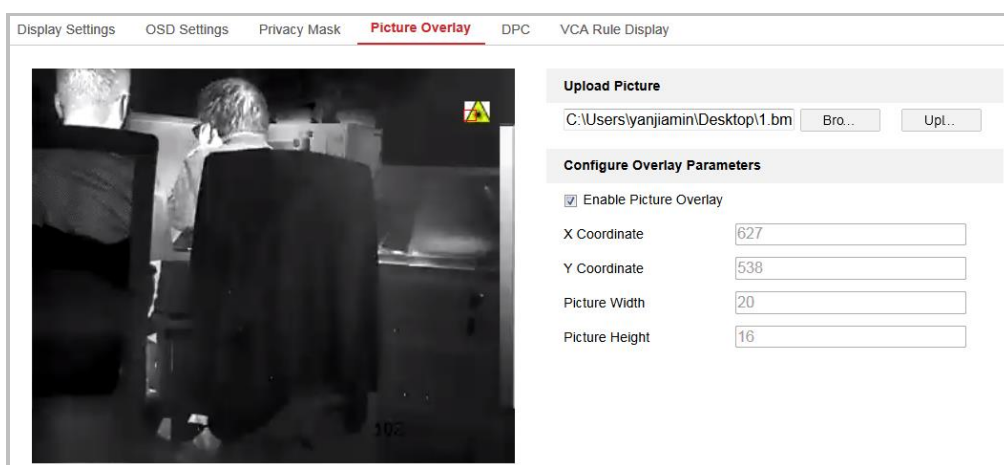 Display Settings OSD Settings Privacy Mask Picture Overlay DPC VCA Rule Display
Upload Picture
C:\Users\yanjiamin\Desktop\1.bm Bro... Upl...
Configure Overlay Parameters
Enable Picture Overlay
X Coordinate 627
Y Coordinate 538
Picture Width 20
Picture Height 16
102